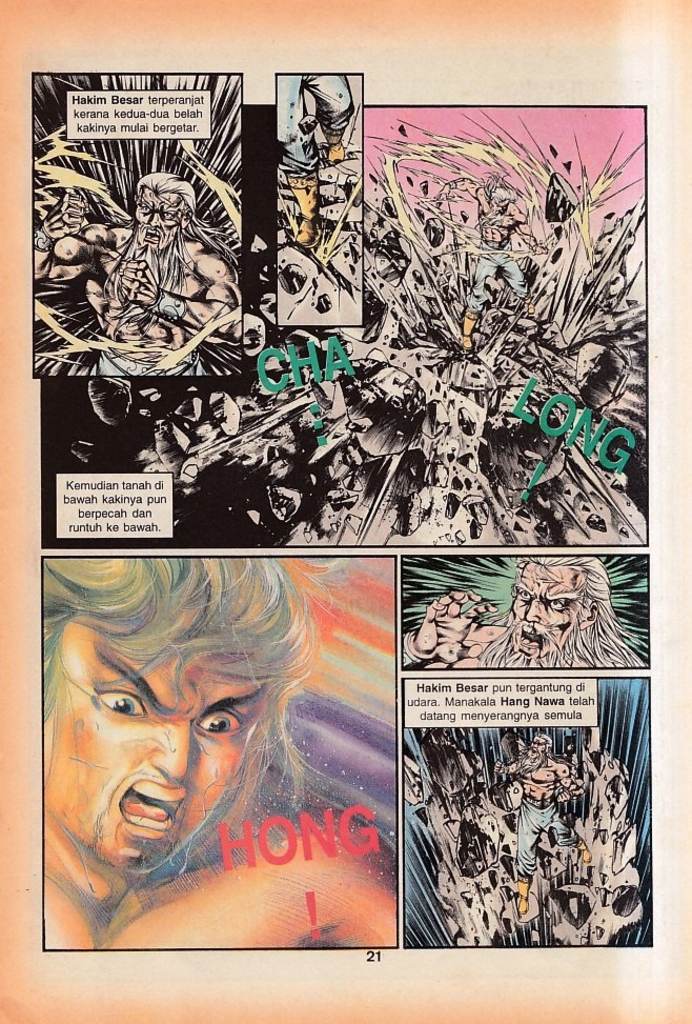 Hakim Besar terperanjat
kerana kedua-dua belah
kakinya mulai bergetar.
CHA
...
LONG
!
Kemudian tanah di
bawah kakinya pun
berpecah dan
runtuh ke bawah.
HONG
!
Hakim Besar pun tergantung di
udara. Manakala Hang Nawa telah
datang menyerangnya semula
21